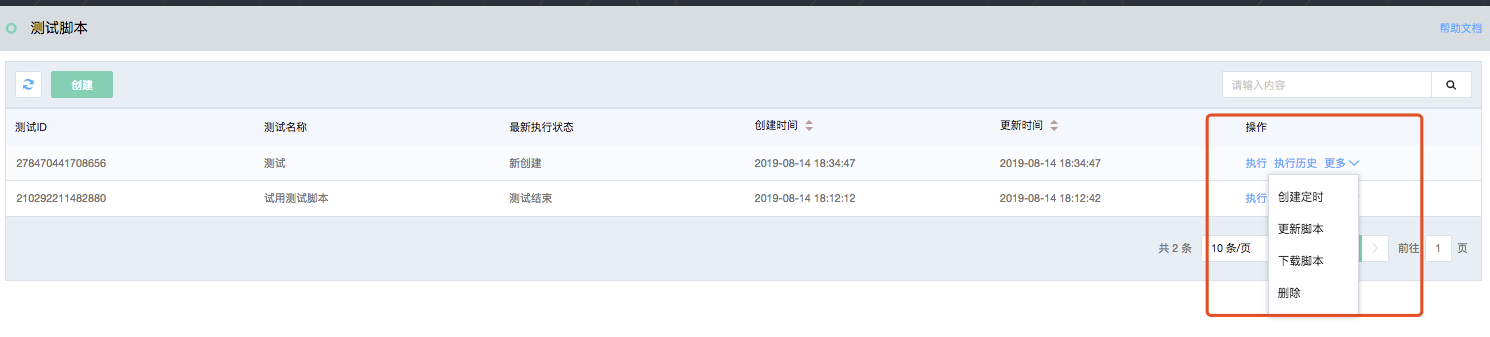 测试脚本
帮助文档
创建
请输入内容
测试ID 测试名称 最新执行状态 创建时间 更新时间 操作
278470441708656 测试 新创建 2019-08-14 18:34:47 2019-08-14 18:34:47 执行 执行历史 更多
210292211482880 试用测试脚本 测试结束 2019-08-14 18:12:12 2019-08-14 18:12:42 执行
创建定时
更新脚本
下载脚本
删除
共 2 条 10 条/页 前往 1 页